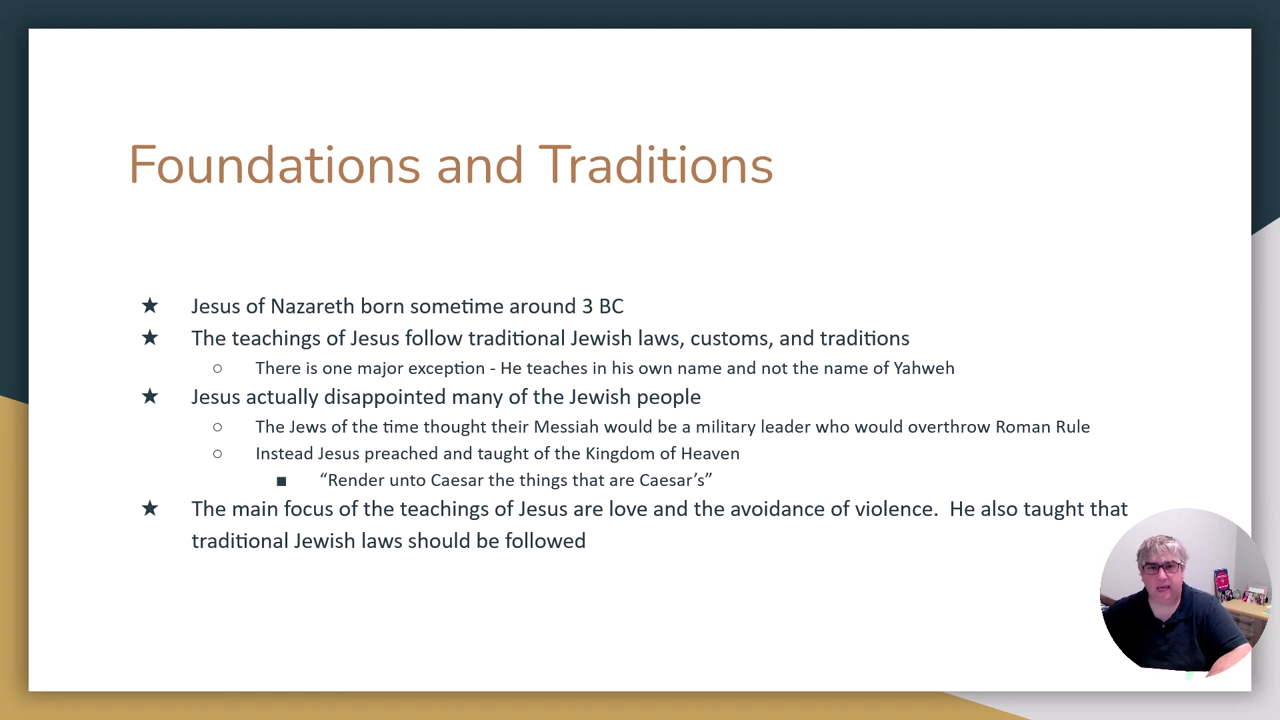 Foundations and Traditions
★ Jesus of Nazareth born sometime around 3 BC
★ The teachings of Jesus follow traditional Jewish laws, customs, and traditions
○ There is one major exception - He teaches in his own name and not the name of Yahweh
★ Jesus actually disappointed many of the Jewish people
○ The Jews of the time thought their Messiah would be a military leader who would overthrow Roman Rule
○ Instead Jesus preached and taught of the Kingdom of Heaven
■ “Render unto Caesar the things that are Caesar’s”
★ The main focus of the teachings of Jesus are love and the avoidance of violence.  He also taught that
traditional Jewish laws should be followed